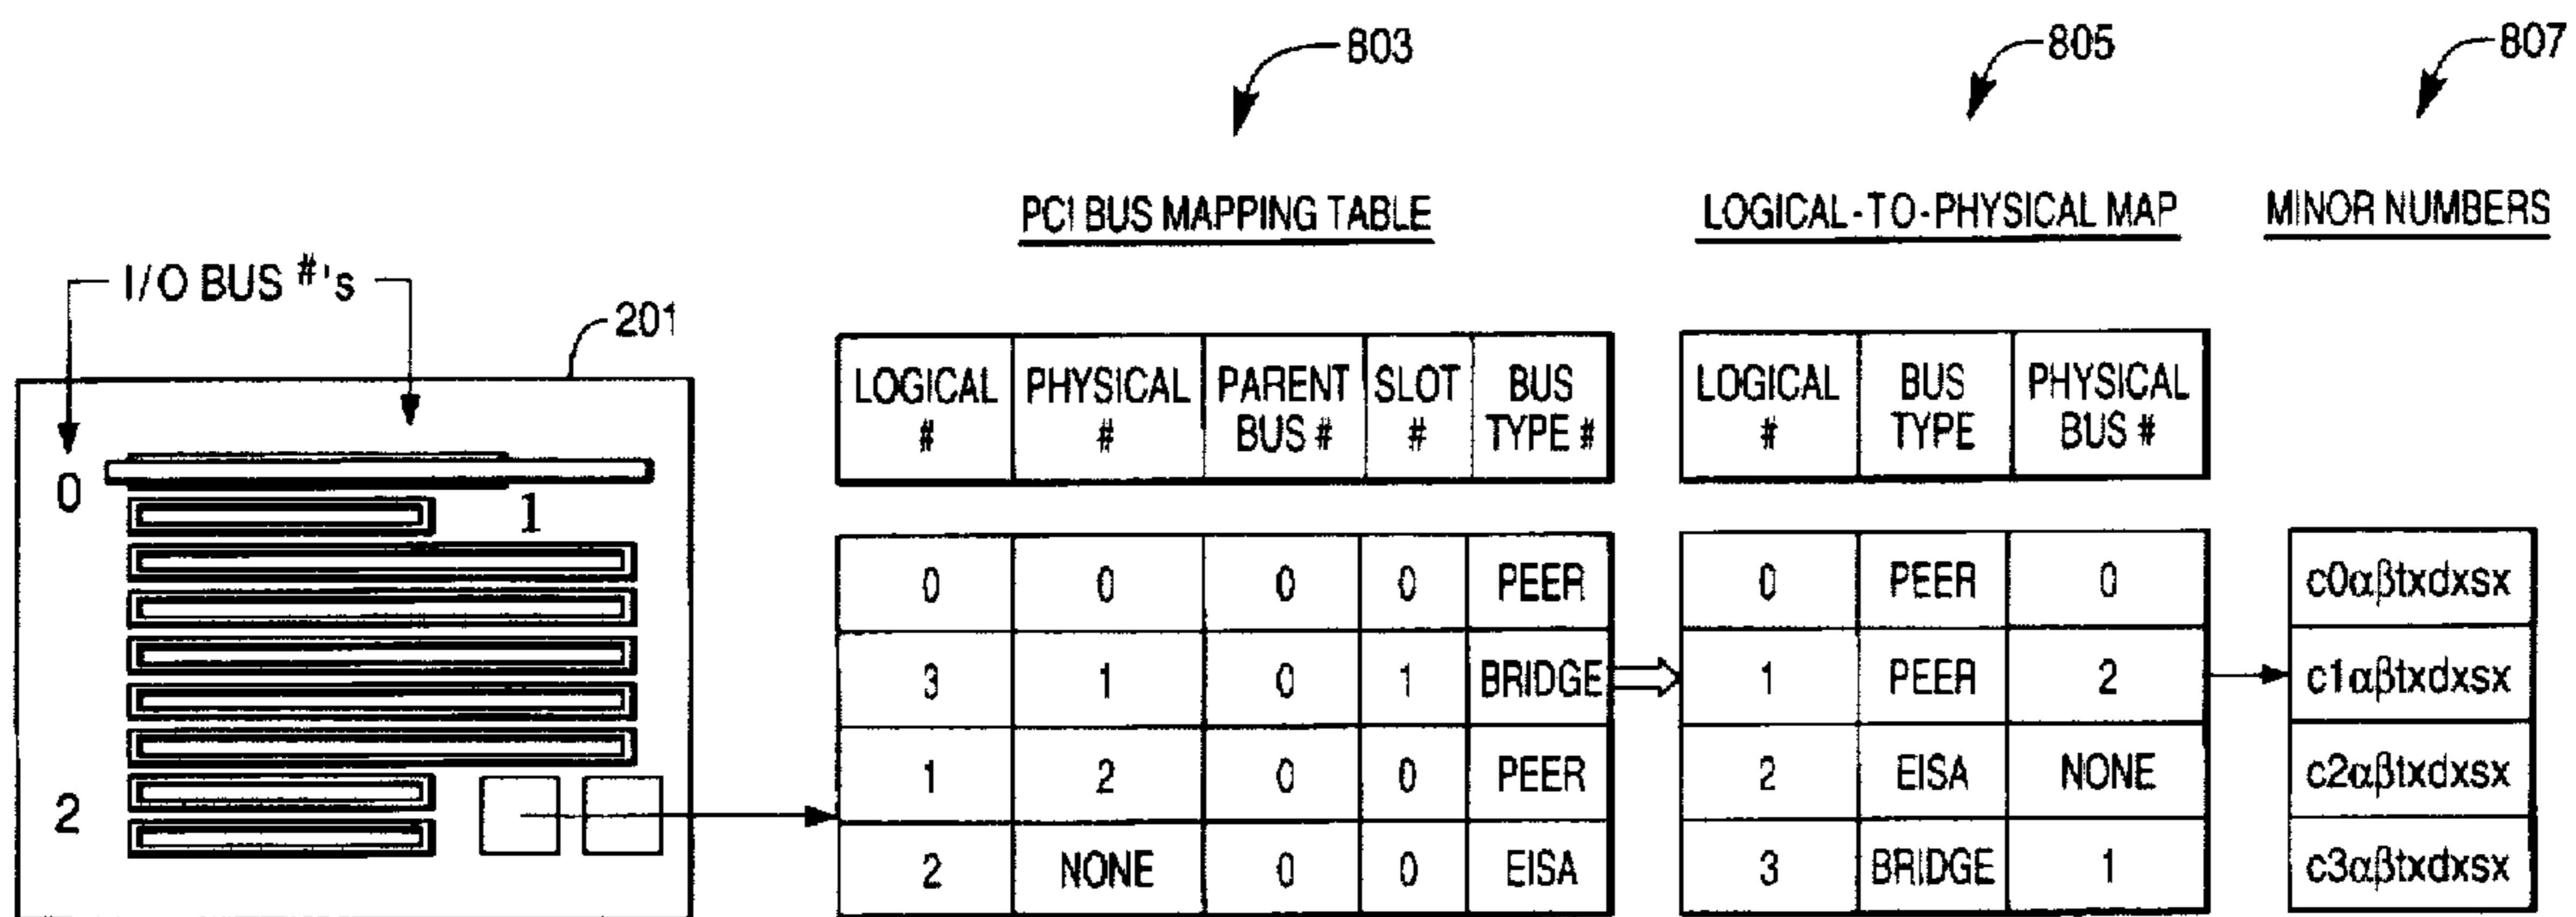 803
805
807
PCI BUS MAPPING TABLE
LOGICAL-TO-PHYSICAL MAP
MINOR NUMBERS
I/O BUS #'s
201
0
1
2
LOGICAL # PHYSICAL # PARENT BUS # SLOT # BUS TYPE #
0 0 0 0 PEER
3 1 0 1 BRIDGE
1 2 0 0 PEER
2 NONE 0 0 EISA
LOGICAL # BUS TYPE PHYSICAL BUS #
0 PEER 0
1 PEER 2
2 EISA NONE
3 BRIDGE 1
c0αβtxdxsx
c1αβtxdxsx
c2αβtxdxsx
c3αβtxdxsx